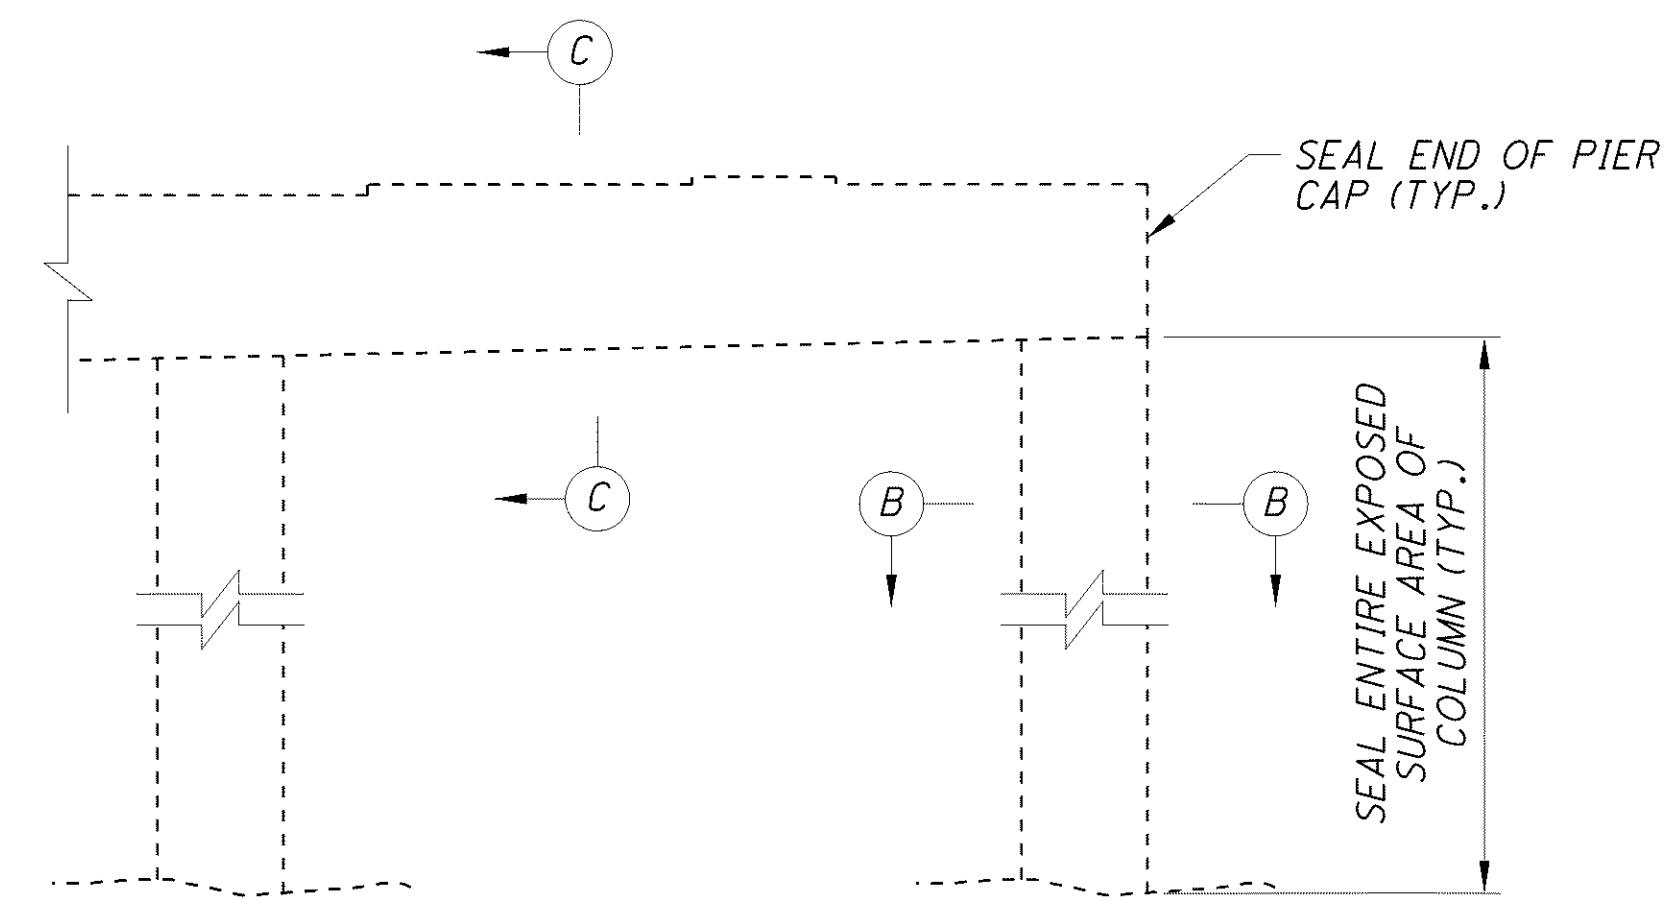 C
SEAL END OF PIER
CAP (TYP.)
C
B
B
SEAL ENTIRE EXPOSED
SURFACE AREA OF
COLUMN (TYP.)